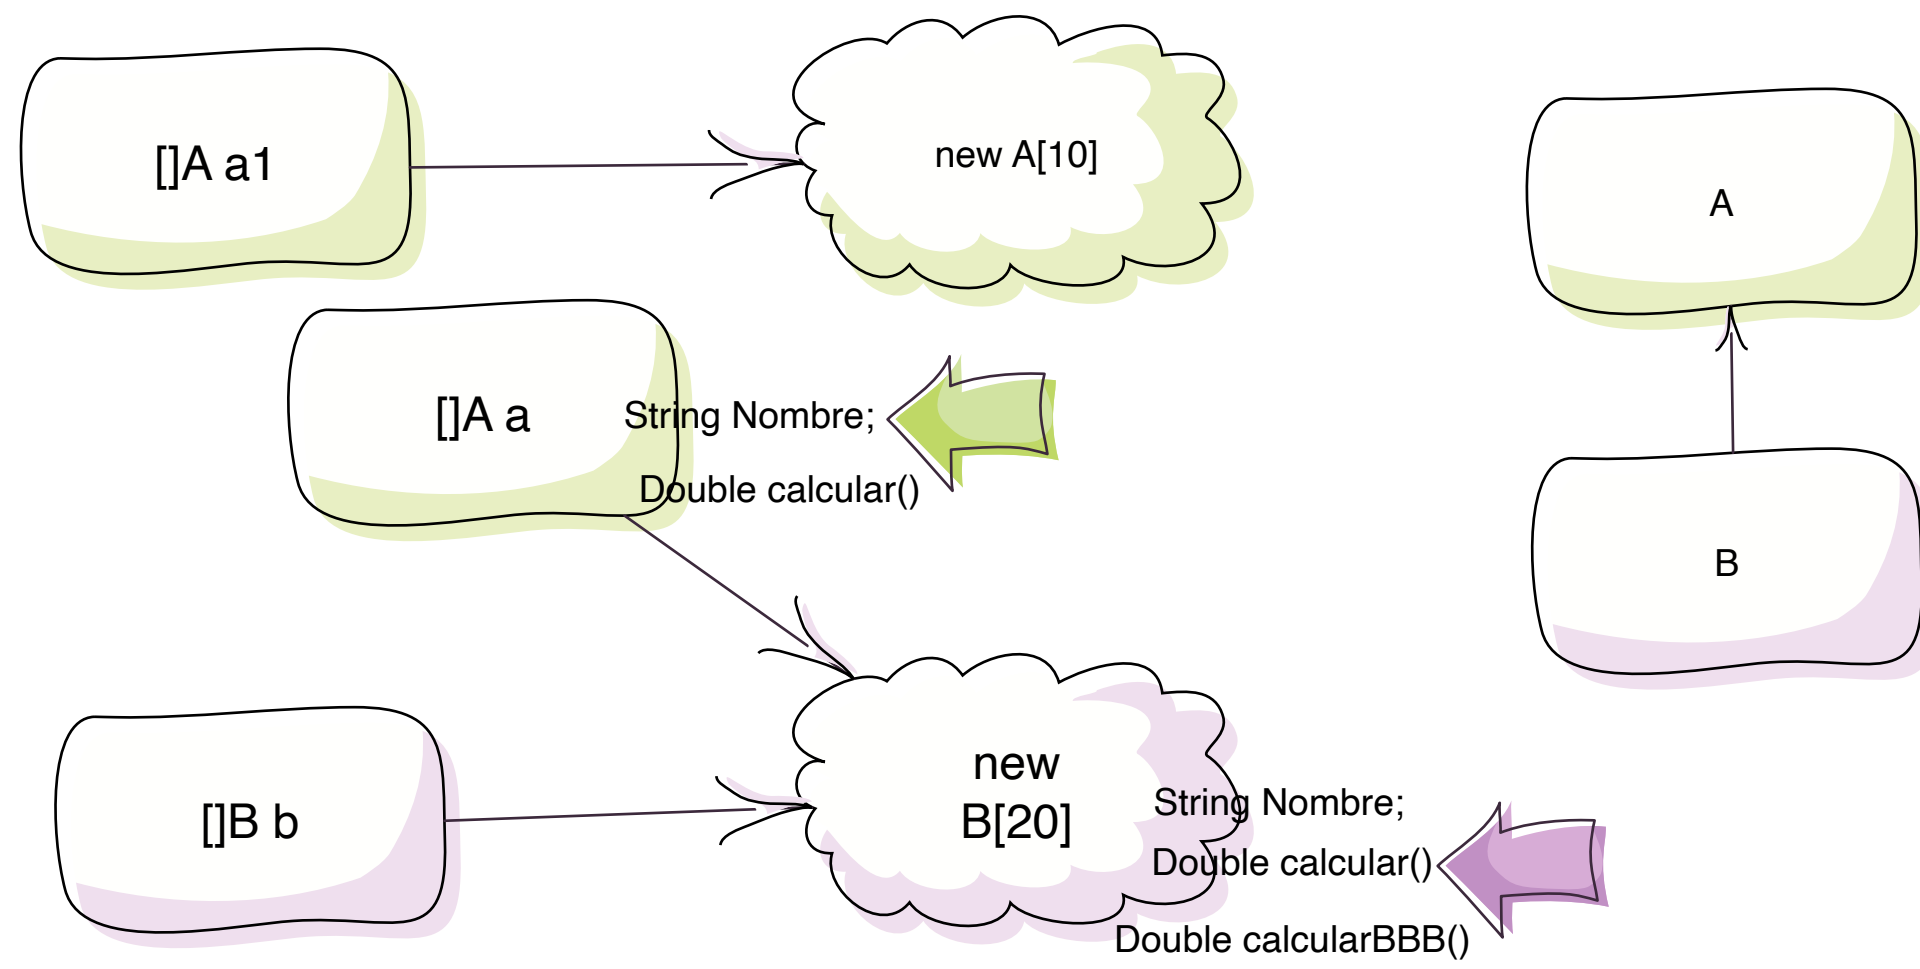 []A a1
new A[10]
A
[]A a
String Nombre;
Double calcular()
B
[]B b
new
B[20]
String Nombre;
Double calcular()
Double calcularBBB()